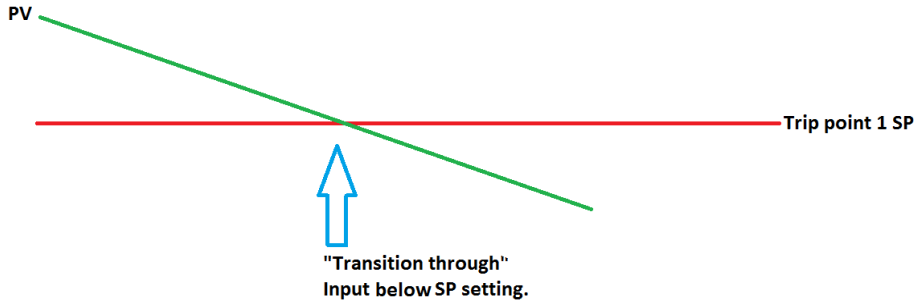 PV
Trip point 1 SP
"Transition through"
Input below SP setting.